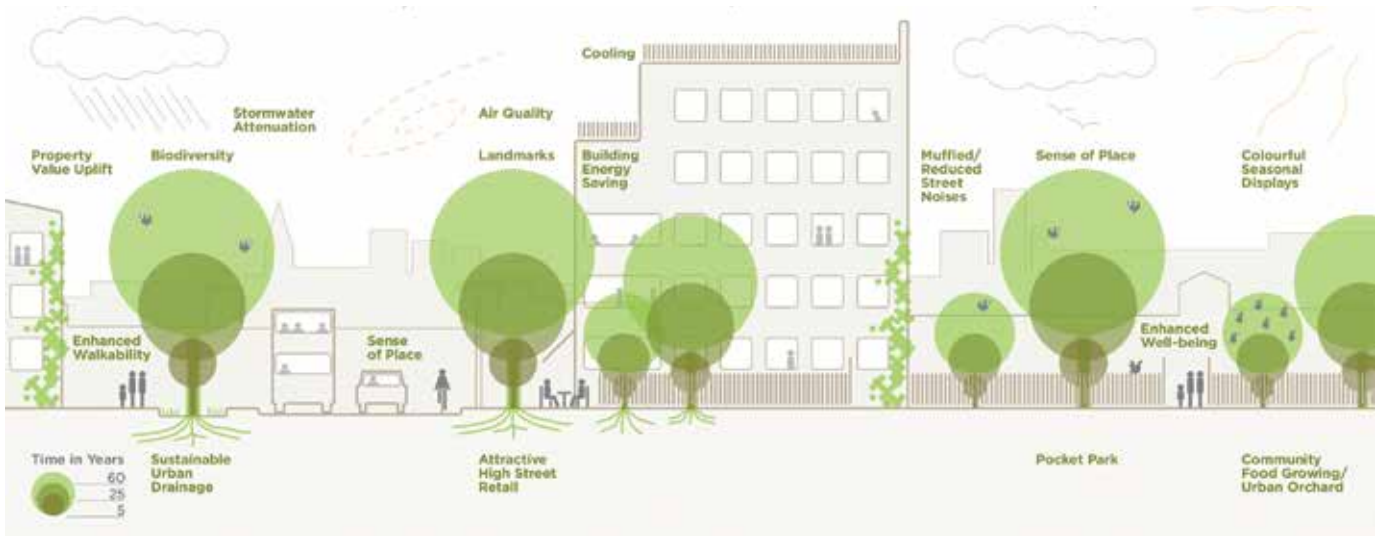 Cooling
Stormwater
Attenuation
Air Quality
Property
Value Uplift
Biodiversity
Landmarks
Building
Energy
Saving
Muffled/
Reduced
Street
Noises
Sense of Place
Colourful
Seasonal
Displays
Enhanced
Walkability
Sense
of Place
Enhanced
Well-being
Time in Years
60
25
5
Sustainable
Urban
Drainage
Attractive
High Street
Retail
Pocket Park
Community
Food Growing/
Urban Orchard